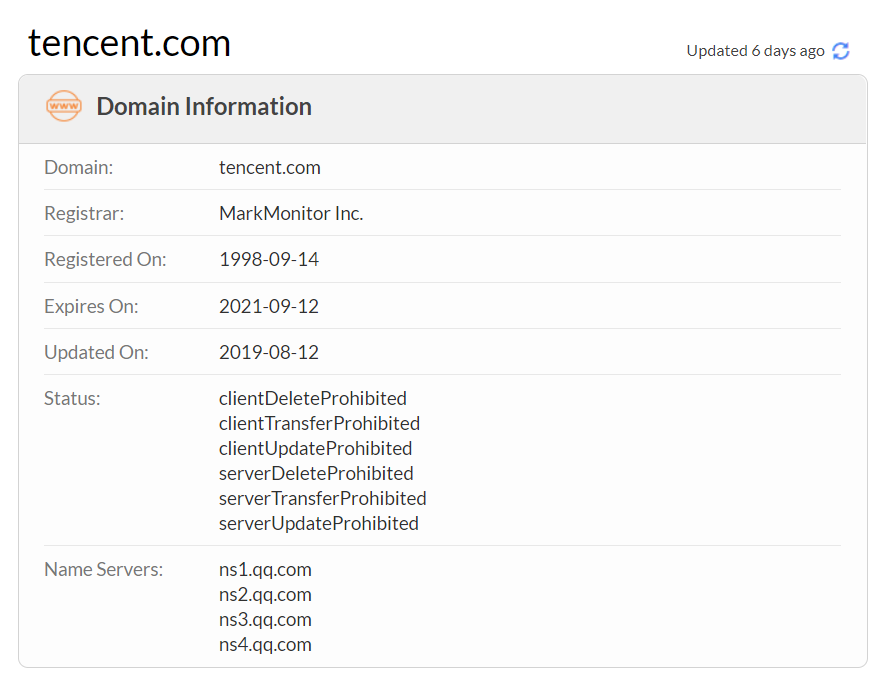 tencent.com
Updated 6 days ago
www
Domain Information
Domain: tencent.com
Registrar: MarkMonitor Inc.
Registered On: 1998-09-14
Expires On: 2021-09-12
Updated On: 2019-08-12
Status: clientDeleteProhibited
clientTransferProhibited
clientUpdateProhibited
serverDeleteProhibited
serverTransferProhibited
serverUpdateProhibited
Name Servers: ns1.qq.com
ns2.qq.com
ns3.qq.com
ns4.qq.com